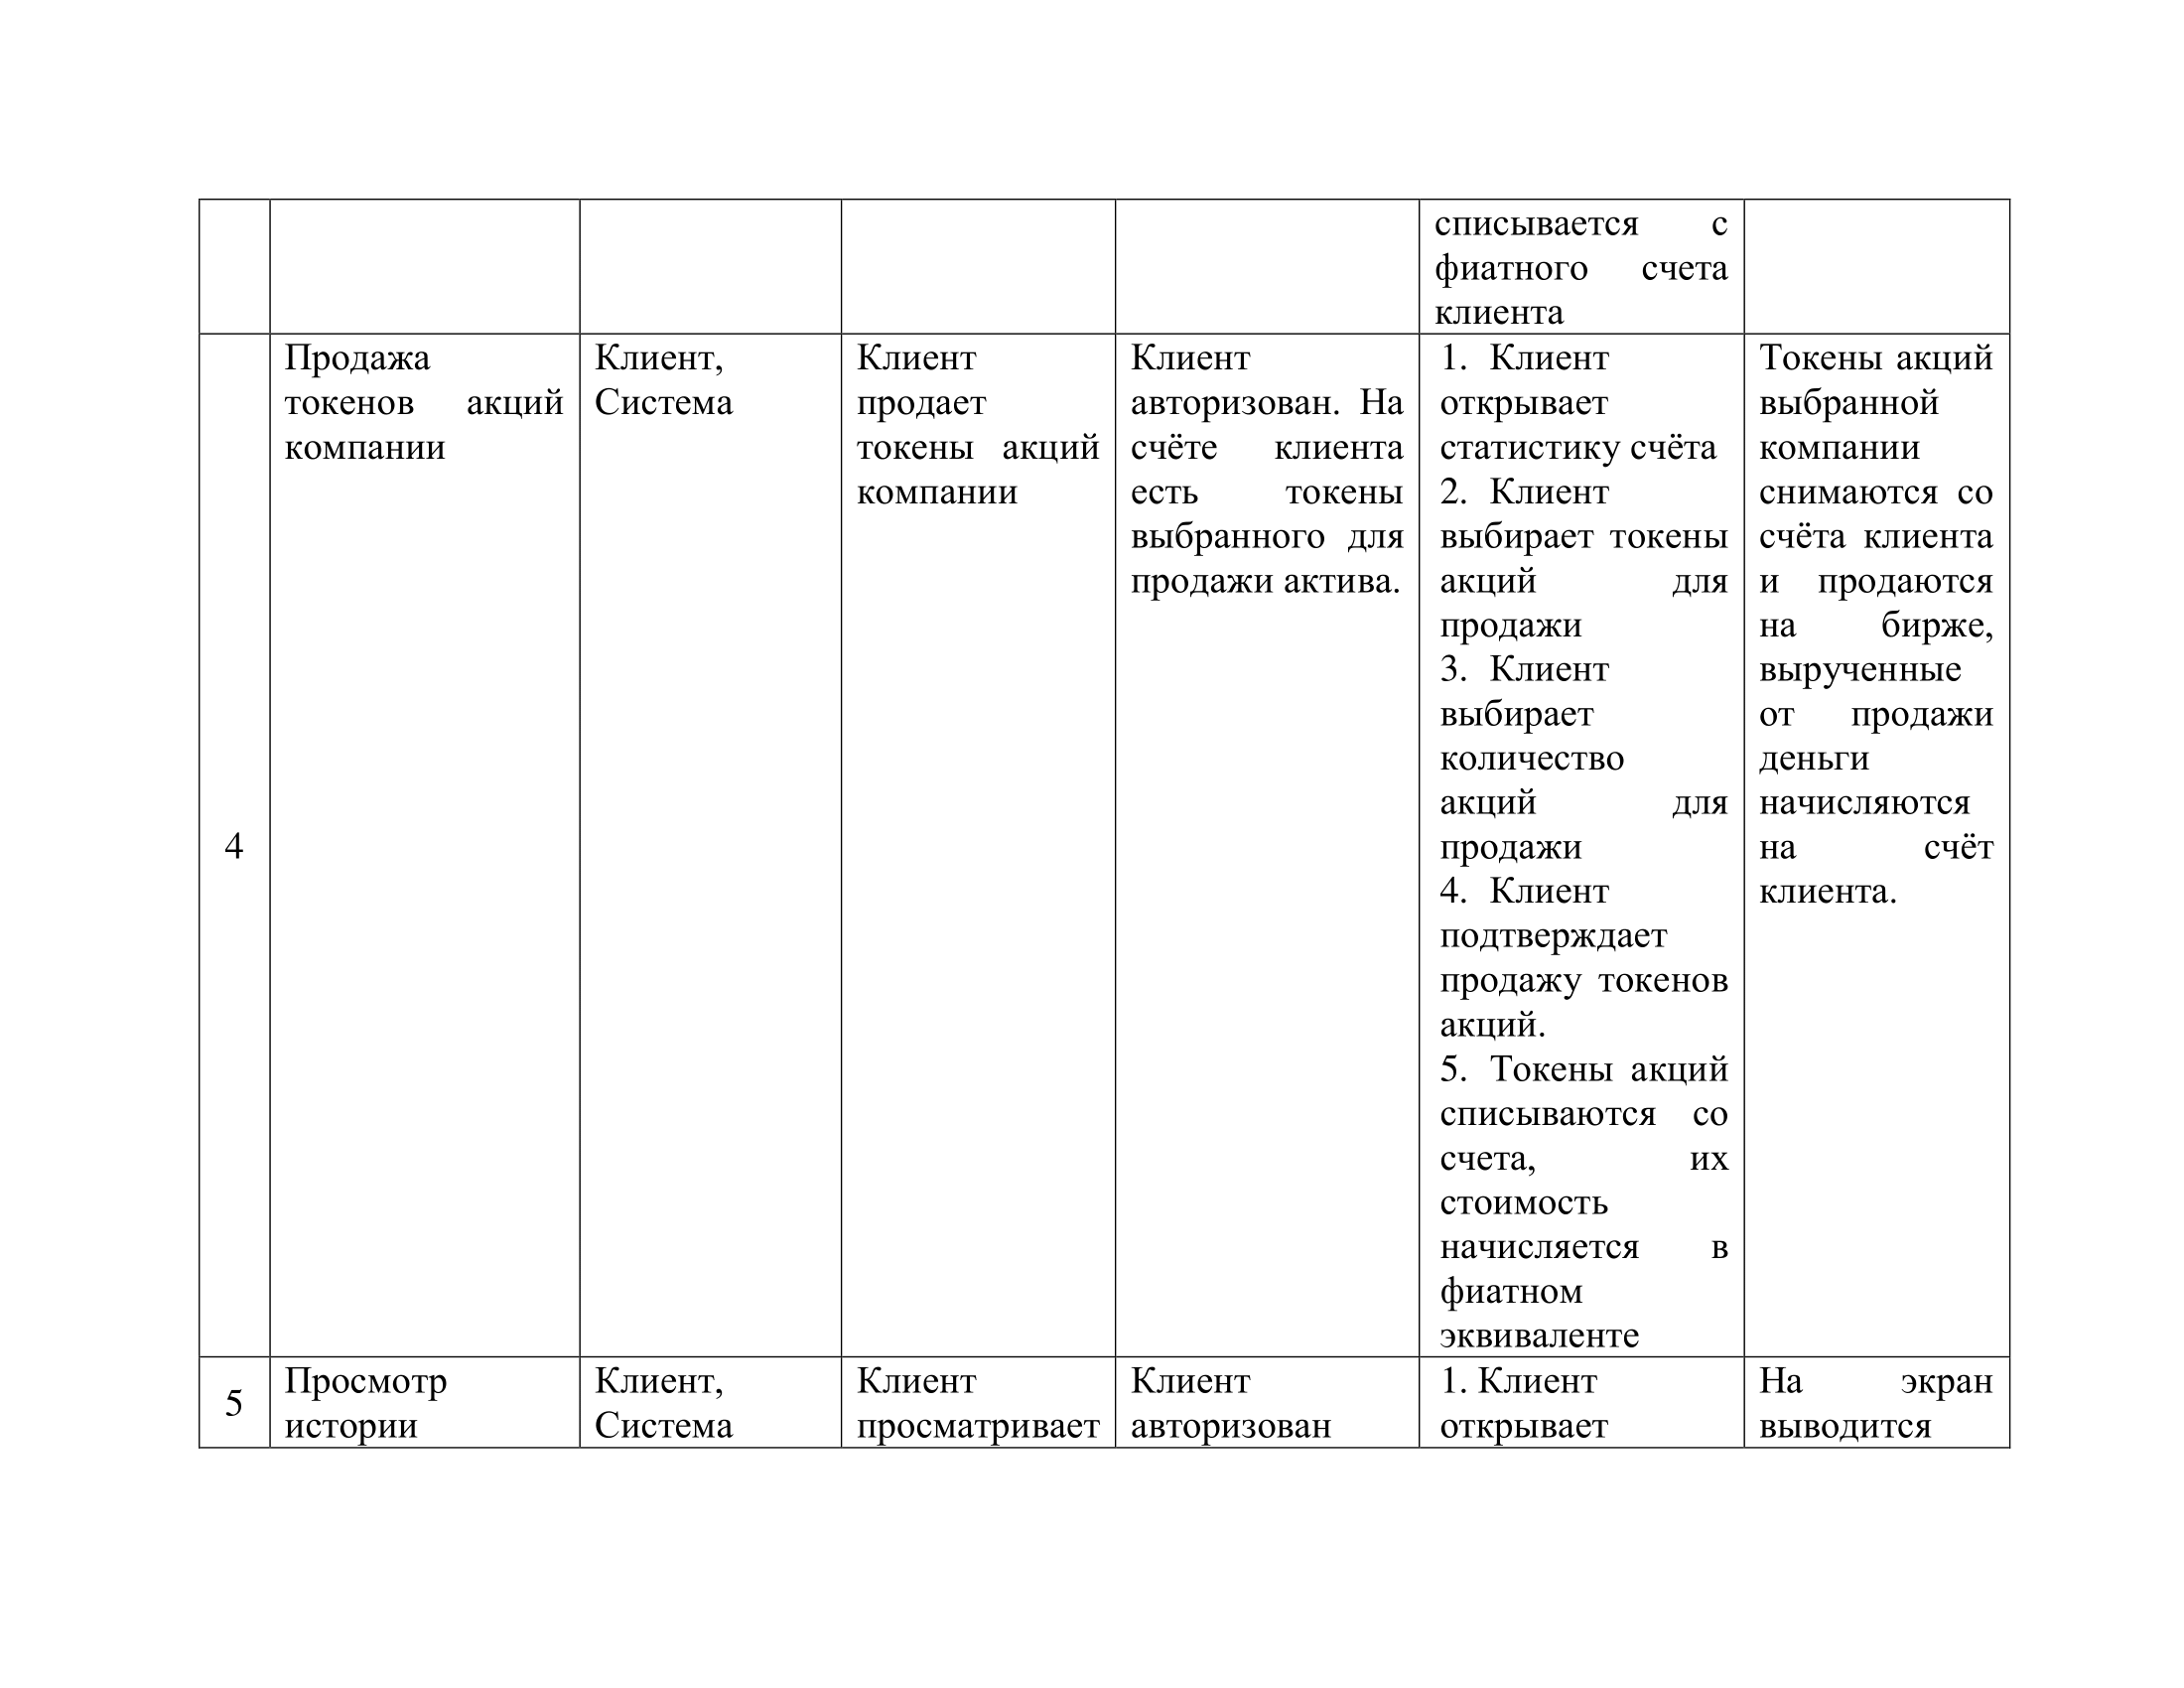 списывается с
фиатного счета
клиента
4
Продажа
токенов акций
компании
Клиент,
Система
Клиент
продает
токены акций
компании
Клиент
авторизован. На
счёте клиента
есть токены
выбранного для
продажи актива.
1. Клиент
открывает
статистику счёта
2. Клиент
выбирает токены
акций для
продажи
3. Клиент
выбирает
количество
акций для
продажи
4. Клиент
подтверждает
продажу токенов
акций.
5. Токены акций
списываются со
счета, их
стоимость
начисляется в
фиатном
эквиваленте
Токены акций
выбранной
компании
снимаются со
счёта клиента
и продаются
на бирже,
вырученные
от продажи
деньги
начисляются
на счёт
клиента.
5
Просмотр
истории
Клиент,
Система
Клиент
просматривает
Клиент
авторизован
1. Клиент
открывает
На экран
выводится